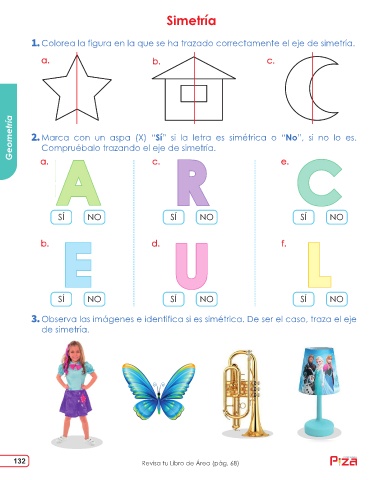 Simetría
1. Colorea la figura en la que se ha trazado correctamente el eje de simetría.
a.
b.
c.
Geometría
2. Marca con un aspa (X) "Sí" si la letra es simétrica o "No", si no lo es.
Compruébalo trazando el eje de simetría.
a.
c.
e.
A
R
C
SÍ NO
SÍ NO
SÍ NO
b.
d.
f.
E
U
L
SÍ NO
SÍ NO
SÍ NO
3. Observa las imágenes e identifica si es simétrica. De ser el caso, traza el eje
de simetría.
132
Revisa tu Libro de Área (pág. 68)
Piza